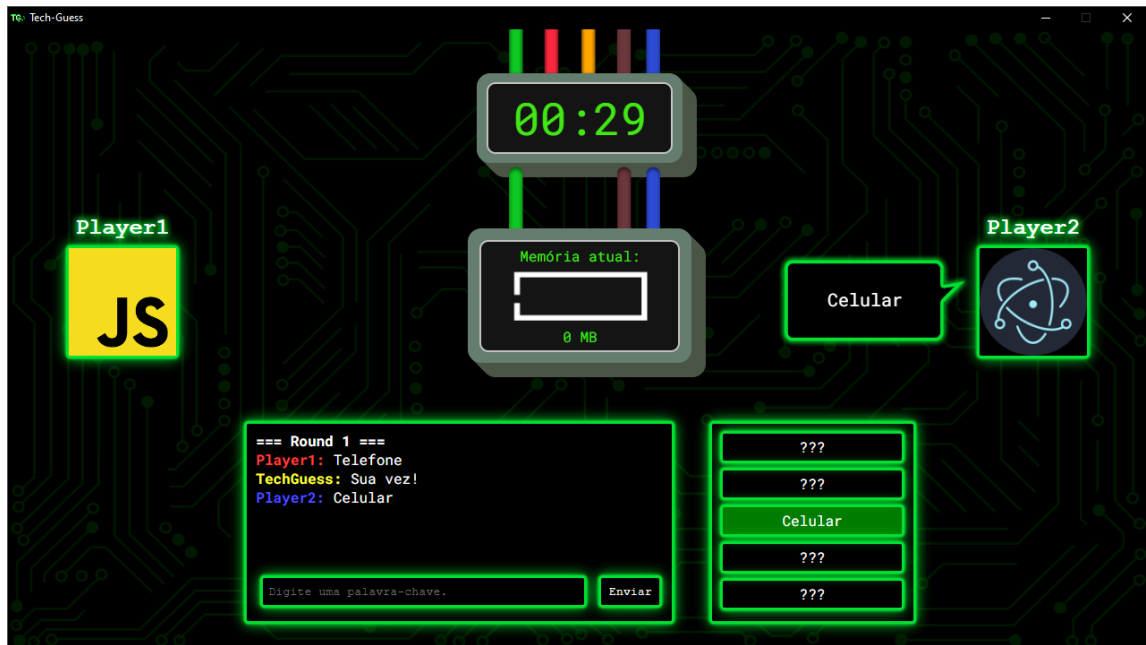 TG Tech-Guess
00:29
Player1
JS
Memória atual:
0 MB
Player2
Celular
=== Round 1 ===
Player1: Telefone
TechGuess: Sua vez!
Player2: Celular
Digite uma palavra-chave.
Enviar
???
???
Celular
???
???